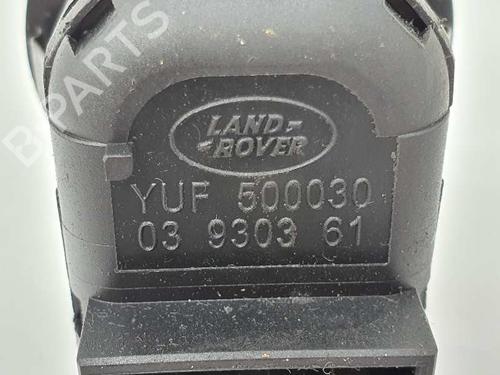 B-PARTS
LAND-
-ROVER
YUF 500030
03 9303 61